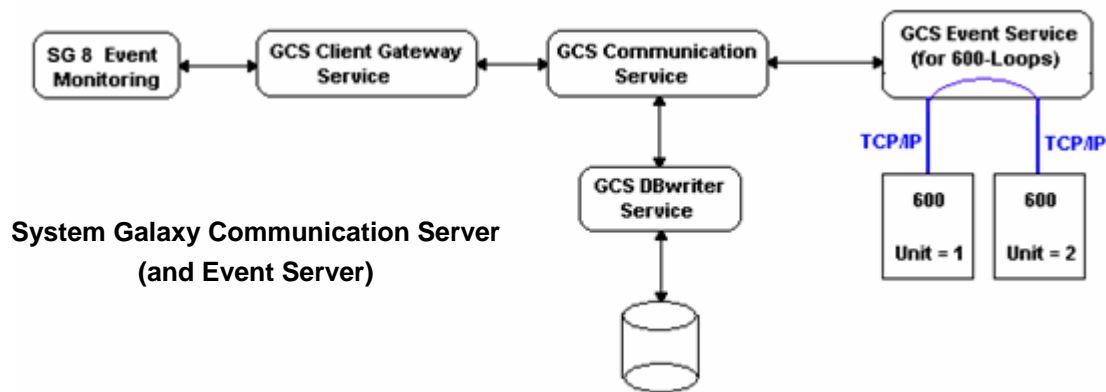 SG 8 Event
Monitoring
GCS Client Gateway
Service
GCS Communication
Service
GCS Event Service
(for 600-Loops)
TCP/IP
TCP/IP
GCS DBwriter
Service
600
Unit = 1
600
Unit = 2
System Galaxy Communication Server
(and Event Server)